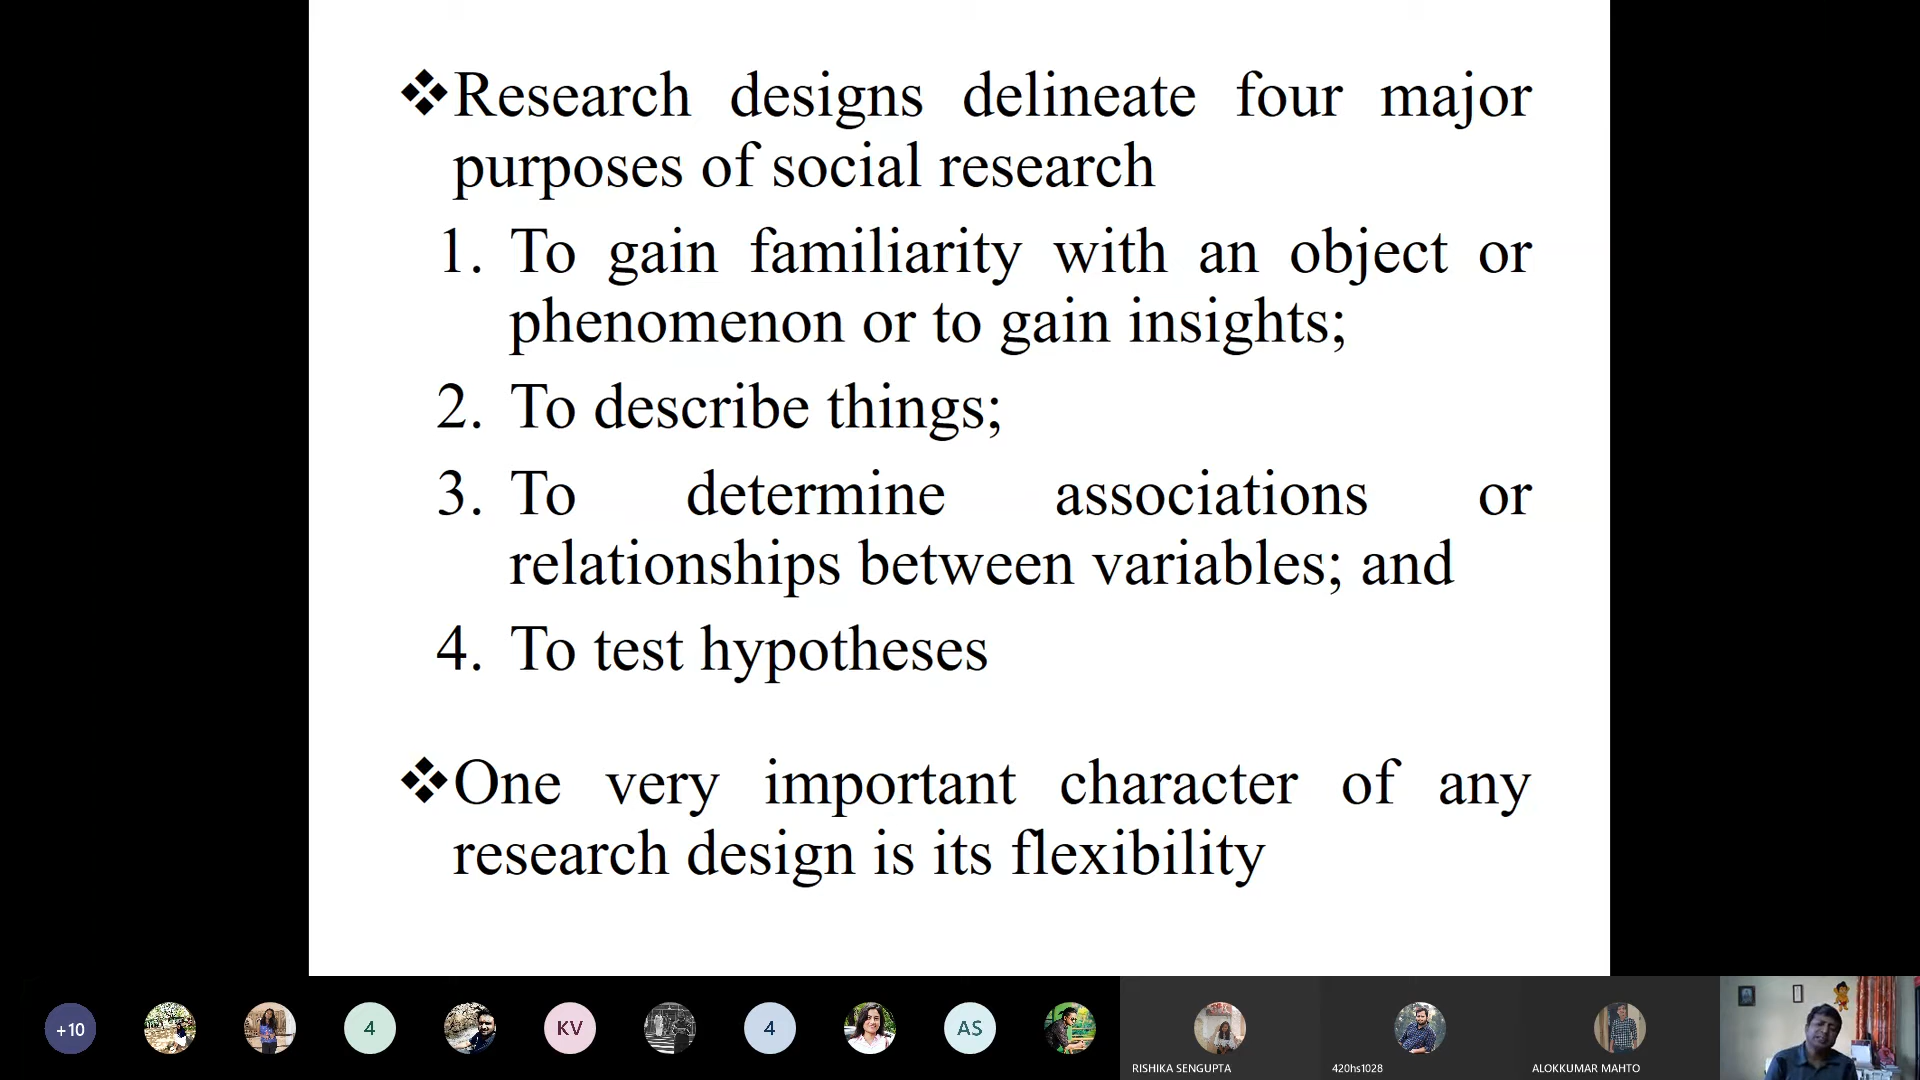 ❖Research designs delineate four major
purposes of social research
1. To gain familiarity with an object or
phenomenon or to gain insights;
2. To describe things;
3. To determine associations or
relationships between variables; and
4. To test hypotheses
❖One very important character of any
research design is its flexibility
+10
4
KV
4
AS
RISHIKA SENGUPTA
420hs1028
ALOKKUMAR MAHTO